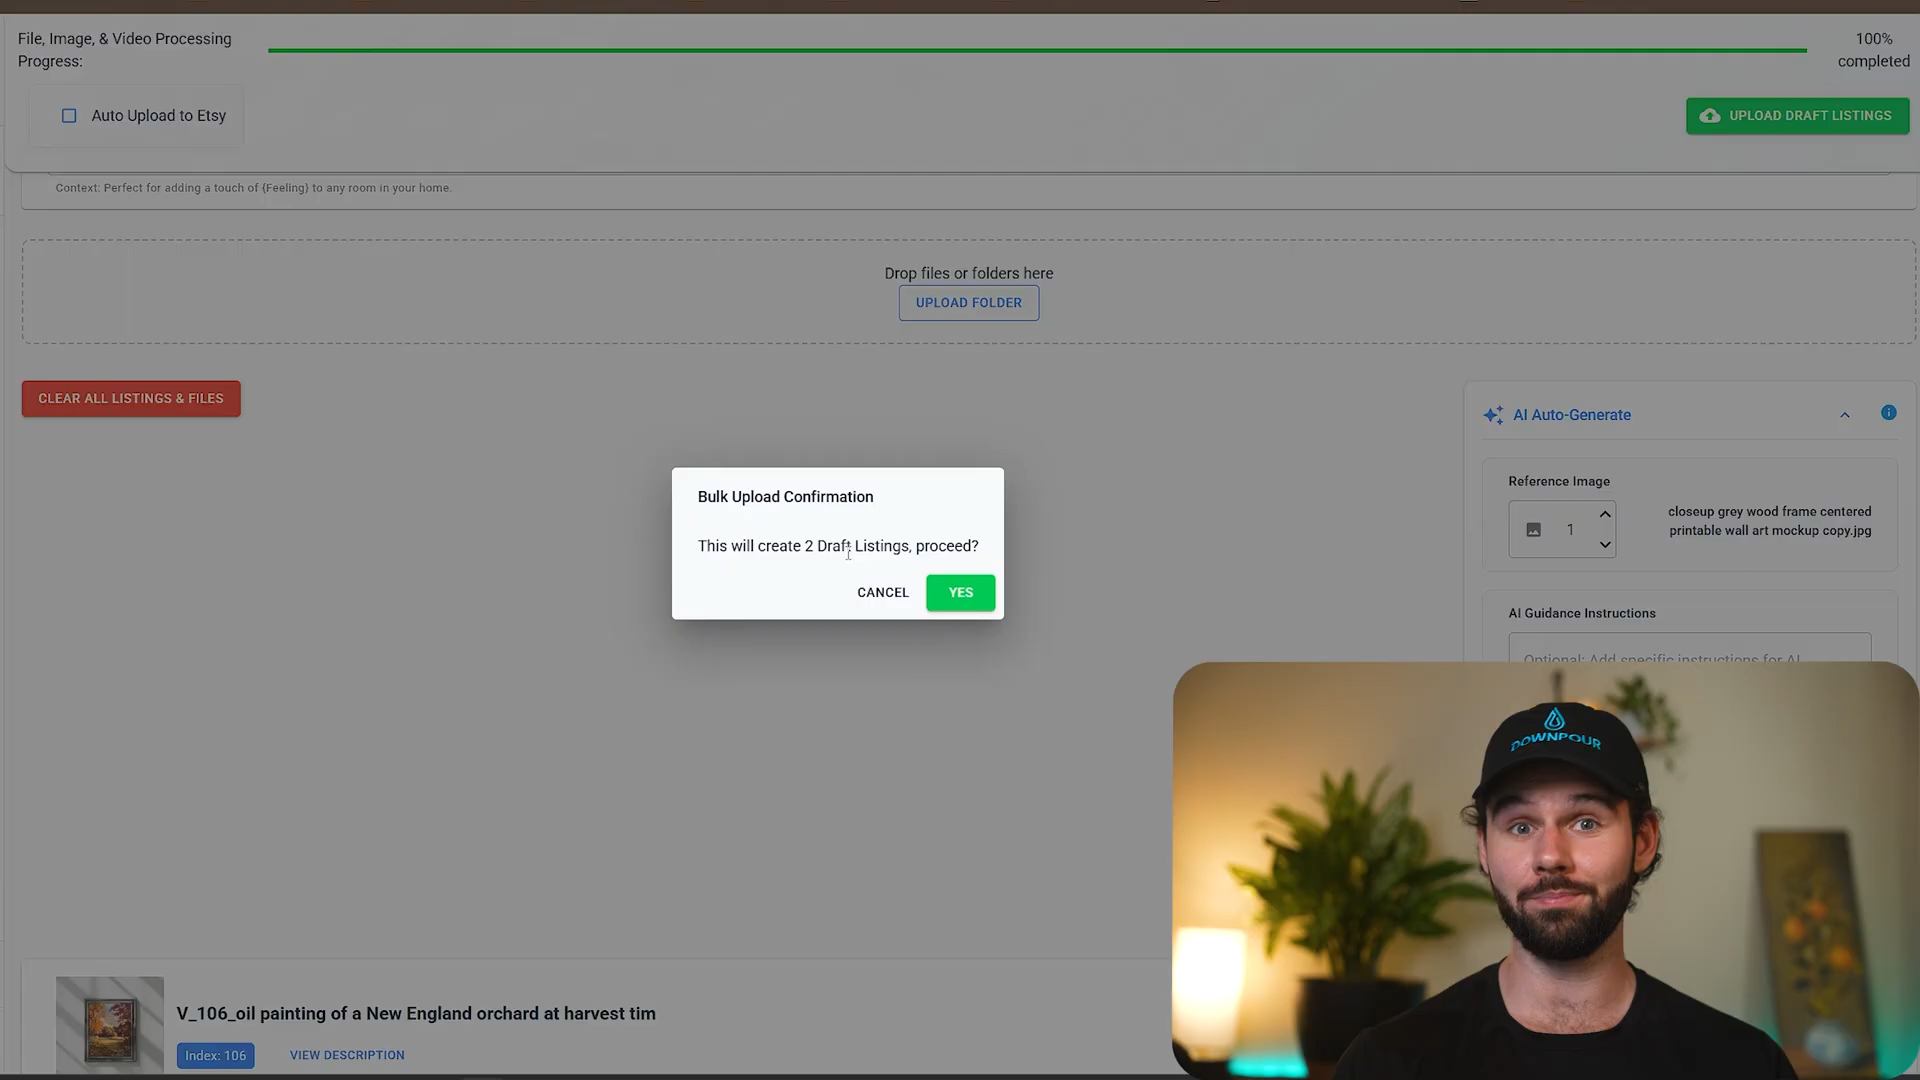 File, Image, & Video Processing
Progress:
100%
completed
Auto Upload to Etsy
UPLOAD DRAFT LISTINGS
Context: Perfect for adding a touch of {Feeling} to any room in your home.
Drop files or folders here
UPLOAD FOLDER
CLEAR ALL LISTINGS & FILES
AI Auto-Generate
Reference Image
1
closeup grey wood frame centered
printable wall art mockup copy.jpg
Bulk Upload Confirmation
This will create 2 Draft Listings, proceed?
CANCEL
YES
AI Guidance Instructions
Optional: Add specific instructions for AI
DOWNPOUR
V_106_oil painting of a New England orchard at harvest tim
Index: 106
VIEW DESCRIPTION